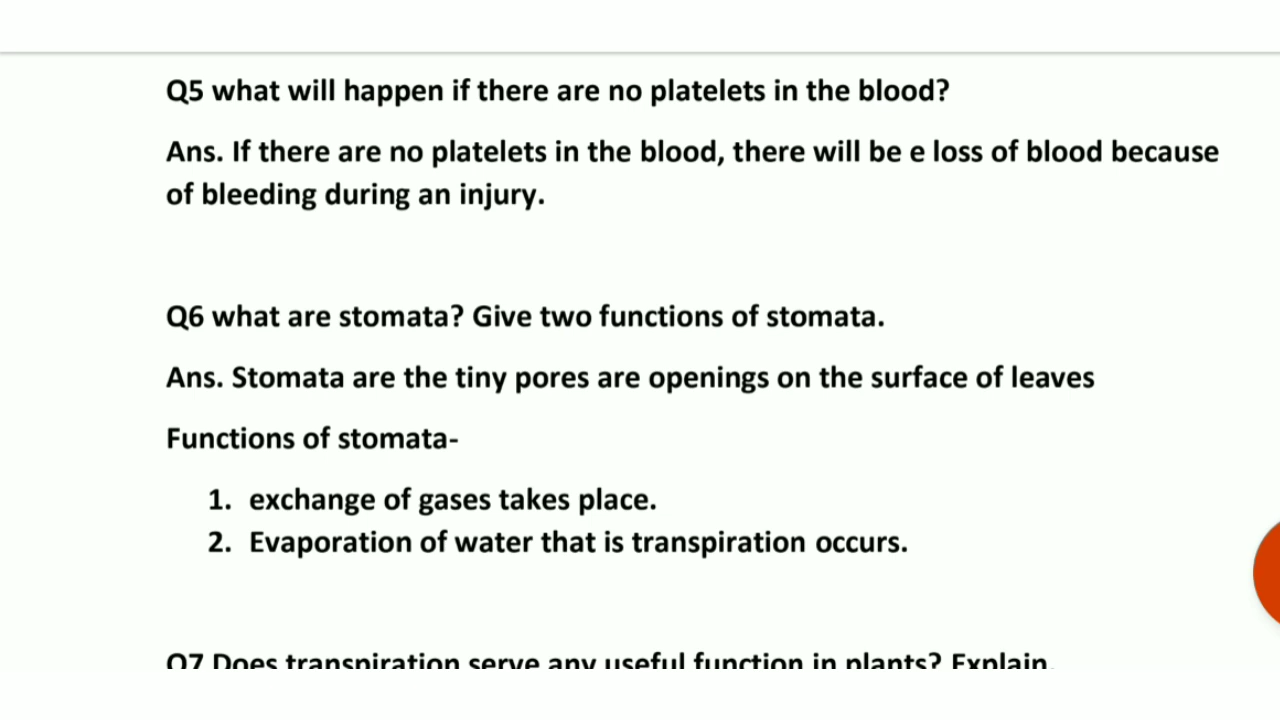 Q5 what will happen if there are no platelets in the blood?
Ans. If there are no platelets in the blood, there will be e loss of blood because
of bleeding during an injury.
Q6 what are stomata? Give two functions of stomata.
Ans. Stomata are the tiny pores are openings on the surface of leaves
Functions of stomata-
1. exchange of gases takes place.
2. Evaporation of water that is transpiration occurs.
Q7 Does transpiration serve any useful function in plants? Explain.